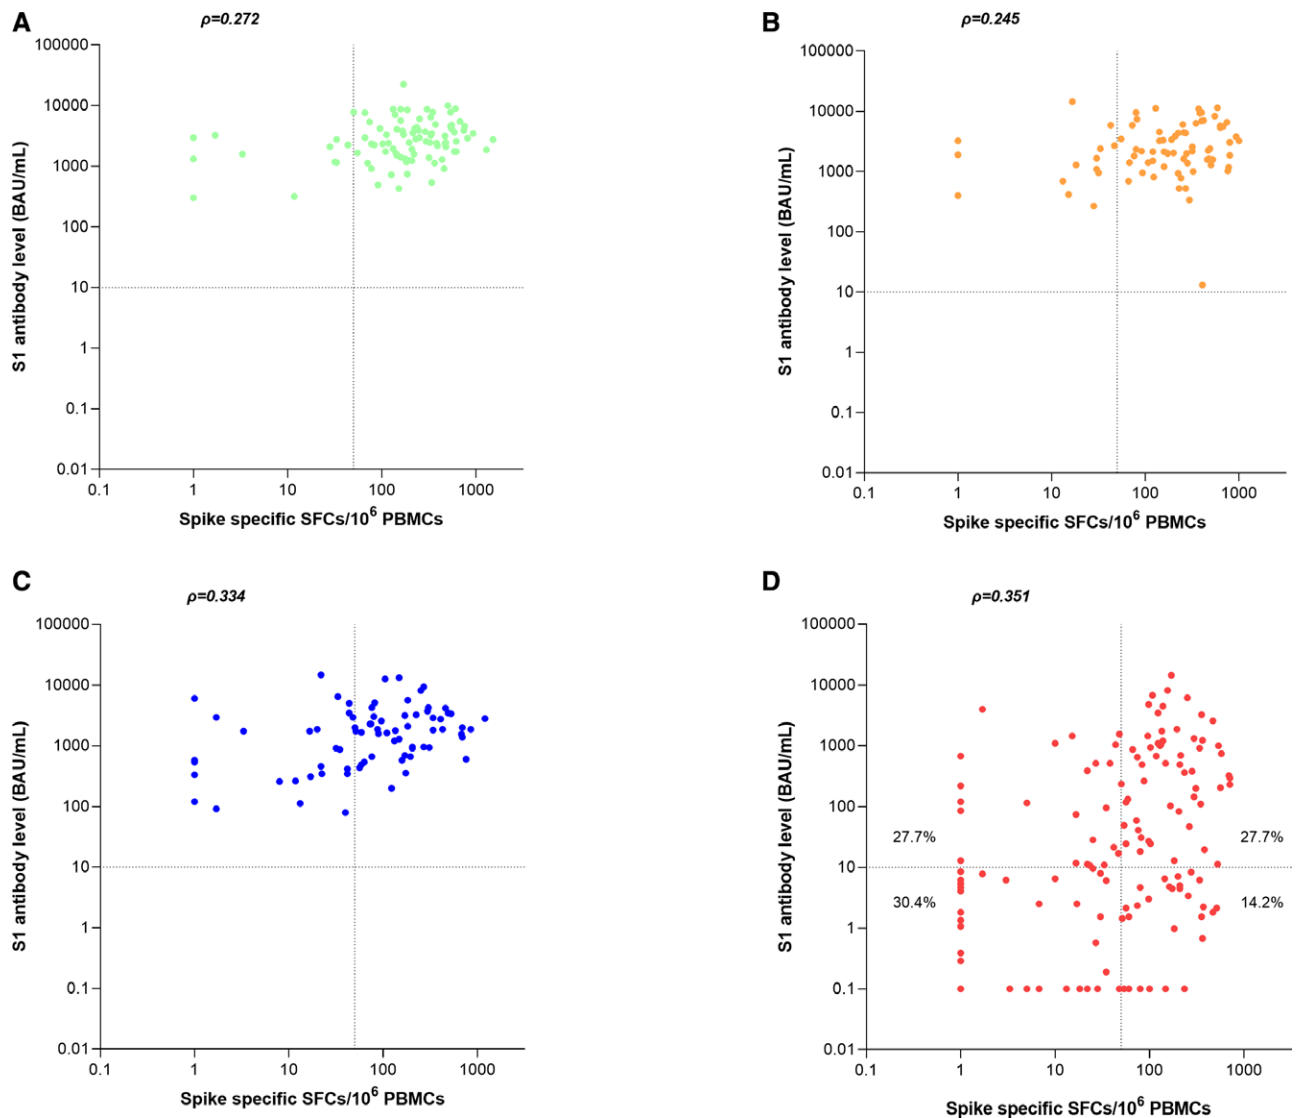 A
ρ=0.272
100000
10000
1000
100
10
1
0.1
0.01
S1 antibody level (BAU/mL)
0.1 1 10 100 1000
Spike specific SFCs/10⁶ PBMCs
B
ρ=0.245
100000
10000
1000
100
10
1
0.1
0.01
S1 antibody level (BAU/mL)
0.1 1 10 100 1000
Spike specific SFCs/10⁶ PBMCs
C
ρ=0.334
100000
10000
1000
100
10
1
0.1
0.01
S1 antibody level (BAU/mL)
0.1 1 10 100 1000
Spike specific SFCs/10⁶ PBMCs
D
ρ=0.351
100000
10000
1000
100
10
1
0.1
0.01
S1 antibody level (BAU/mL)
27.7% 27.7%
30.4% 14.2%
0.1 1 10 100 1000
Spike specific SFCs/10⁶ PBMCs